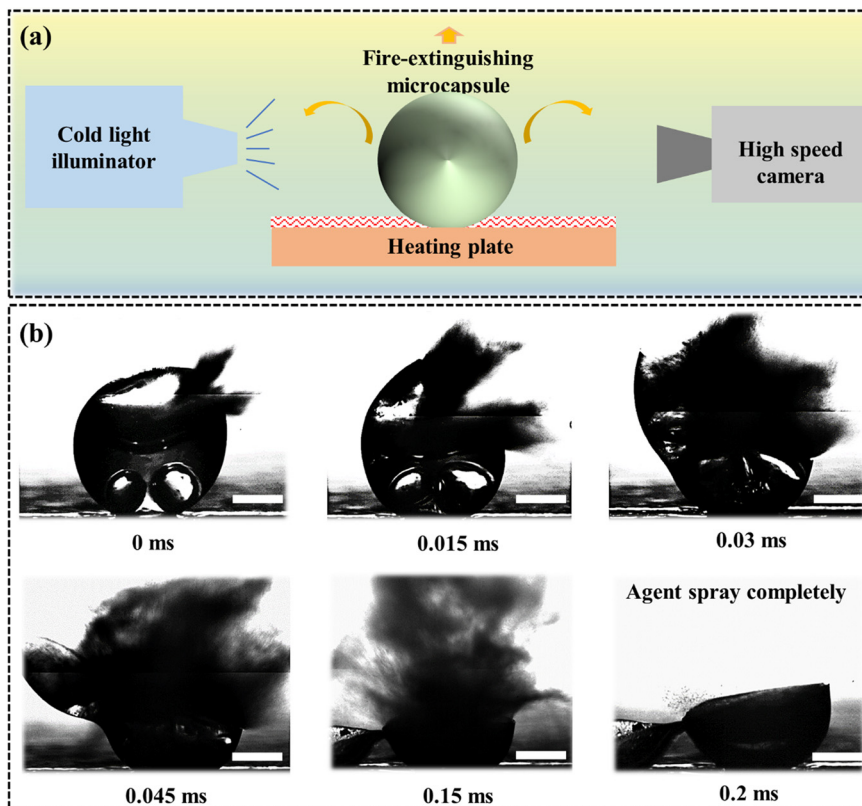 (a)
Fire-extinguishing
microcapsule
Cold light
illuminator
High speed
camera
Heating plate
(b)
0 ms
0.015 ms
0.03 ms
Agent spray completely
0.045 ms
0.15 ms
0.2 ms